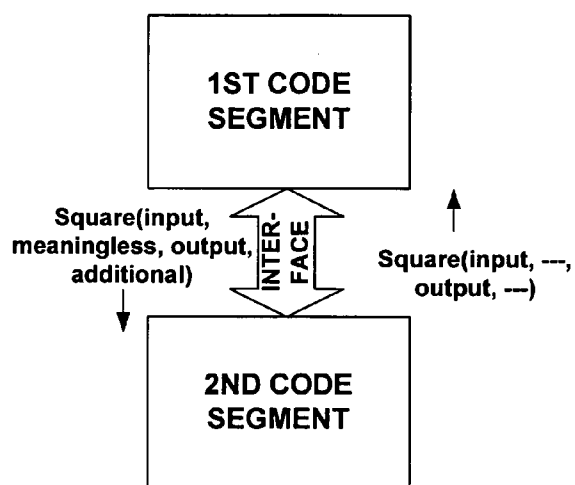 1ST CODE
SEGMENT
Square(input,
meaningless, output,
additional)
INTER-
FACE
Square(input, ---,
output, ---)
2ND CODE
SEGMENT